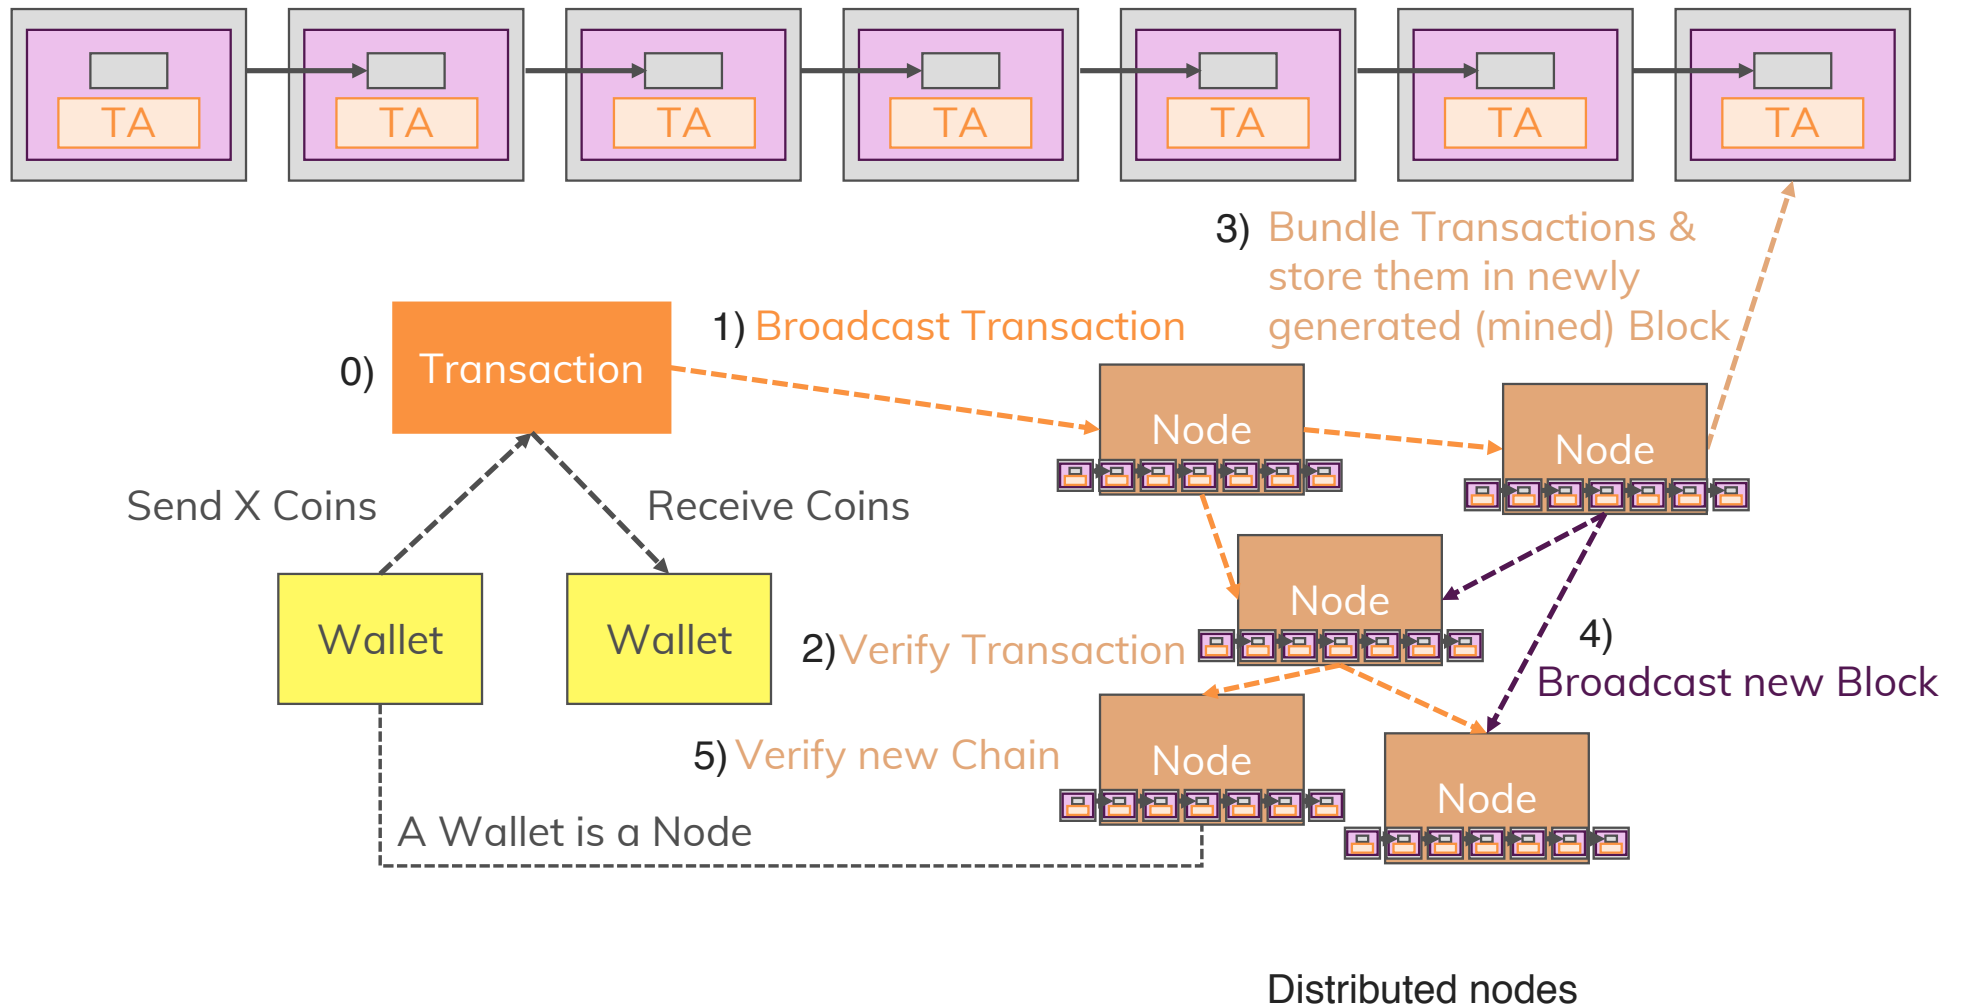 TA
TA
TA
TA
TA
TA
TA
3) Bundle Transactions &
store them in newly
generated (mined) Block
0) Transaction
1) Broadcast Transaction
Node
Node
Send X Coins
Receive Coins
Wallet
Wallet
Node
2) Verify Transaction
4)
Broadcast new Block
5) Verify new Chain
Node
Node
A Wallet is a Node
Distributed nodes